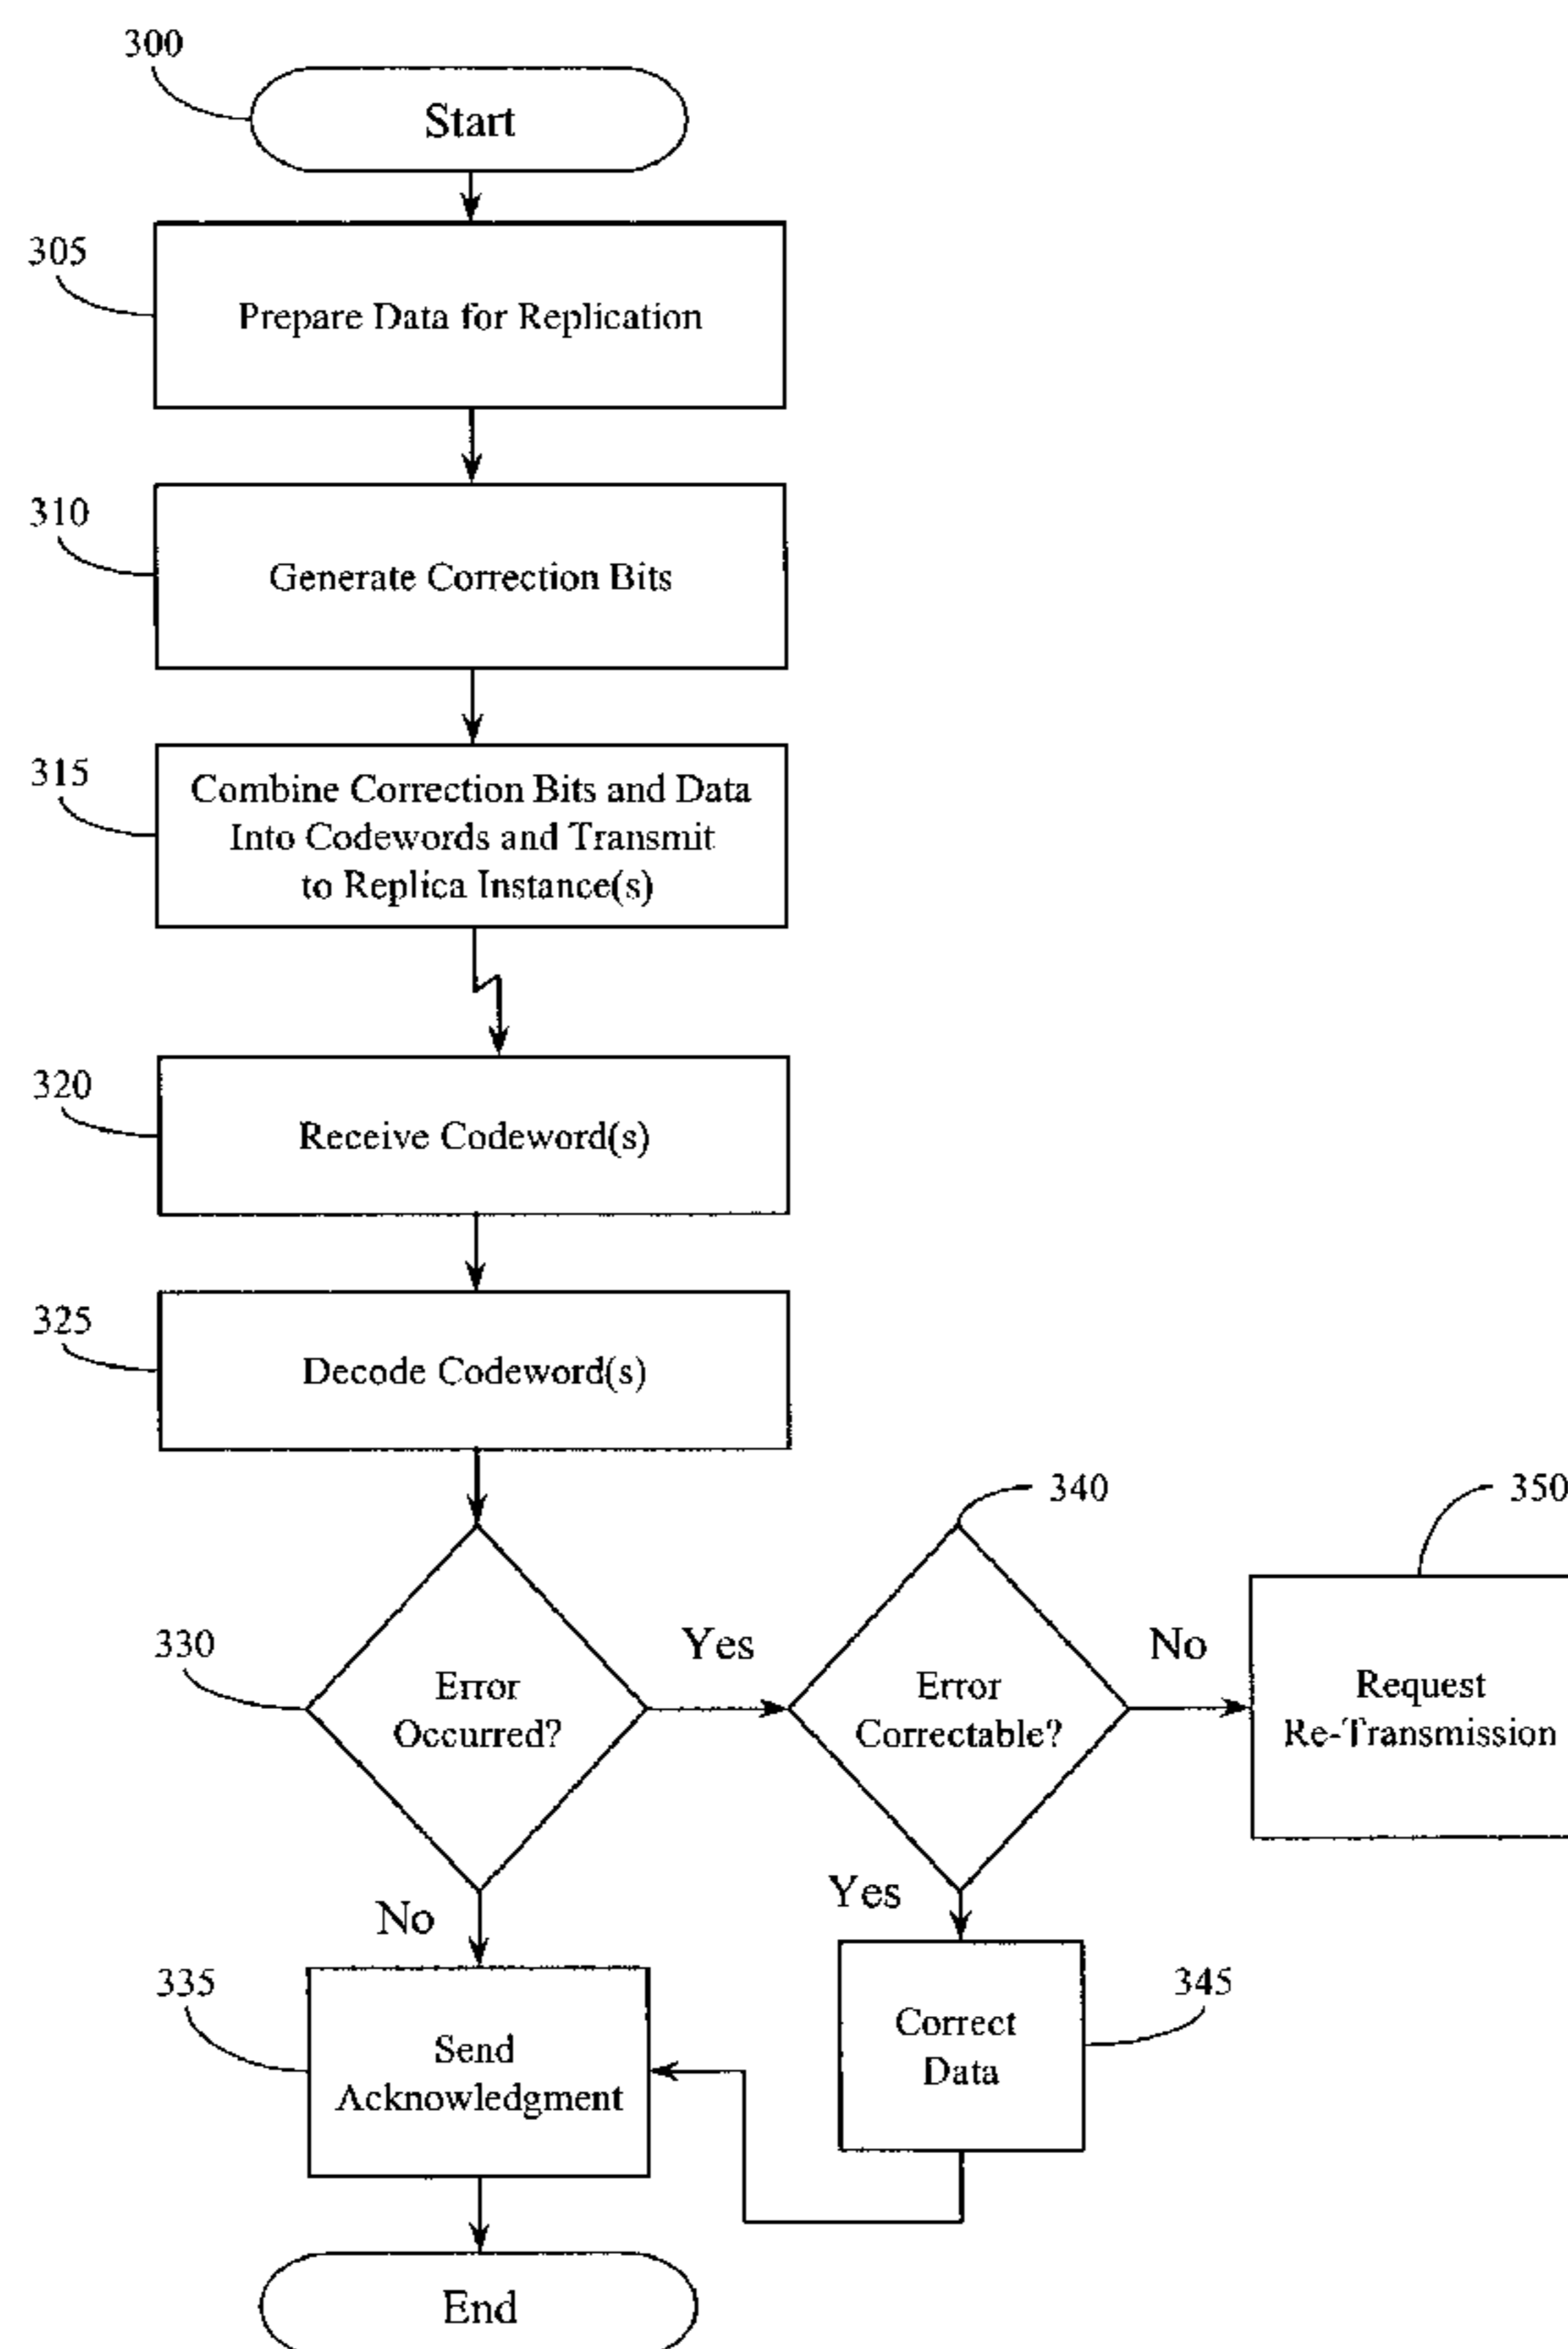 300
Start
305
Prepare Data for Replication
310
Generate Correction Bits
315
Combine Correction Bits and Data
Into Codewords and Transmit
to Replica Instance(s)
320
Receive Codeword(s)
325
Decode Codeword(s)
340
350
330
Error
Occurred?
Yes
Error
Correctable?
No
Request
Re-Transmission
No
Yes
335
Send
Acknowledgment
Correct
Data
345
End